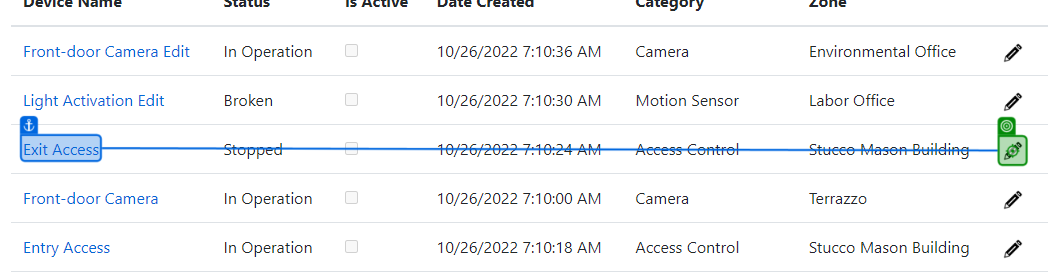 Device Name Status Is Active Date Created Category Zone
Front-door Camera Edit In Operation 10/26/2022 7:10:36 AM Camera Environmental Office
Light Activation Edit Broken 10/26/2022 7:10:30 AM Motion Sensor Labor Office
Exit Access Stopped 10/26/2022 7:10:24 AM Access Control Stucco Mason Building
Front-door Camera In Operation 10/26/2022 7:10:00 AM Camera Terrazzo
Entry Access In Operation 10/26/2022 7:10:18 AM Access Control Stucco Mason Building